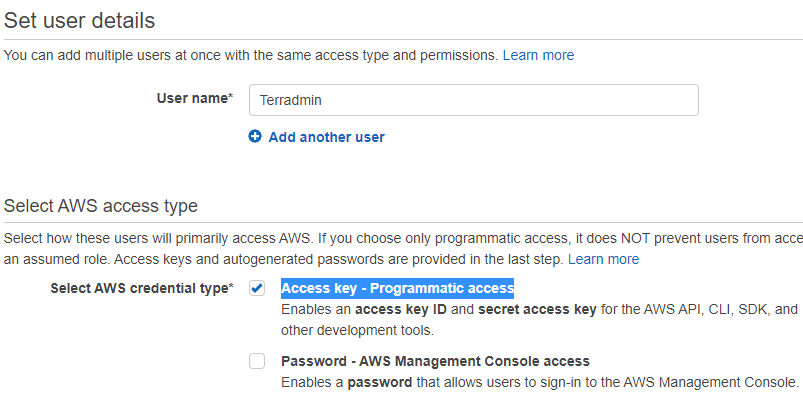 Set user details
You can add multiple users at once with the same access type and permissions. Learn more
User name*
Terradmin
Add another user
Select AWS access type
Select how these users will primarily access AWS. If you choose only programmatic access, it does NOT prevent users from acce
an assumed role. Access keys and autogenerated passwords are provided in the last step. Learn more
Select AWS credential type*
Access key - Programmatic access
Enables an access key ID and secret access key for the AWS API, CLI, SDK, and
other development tools.
Password - AWS Management Console access
Enables a password that allows users to sign-in to the AWS Management Console.